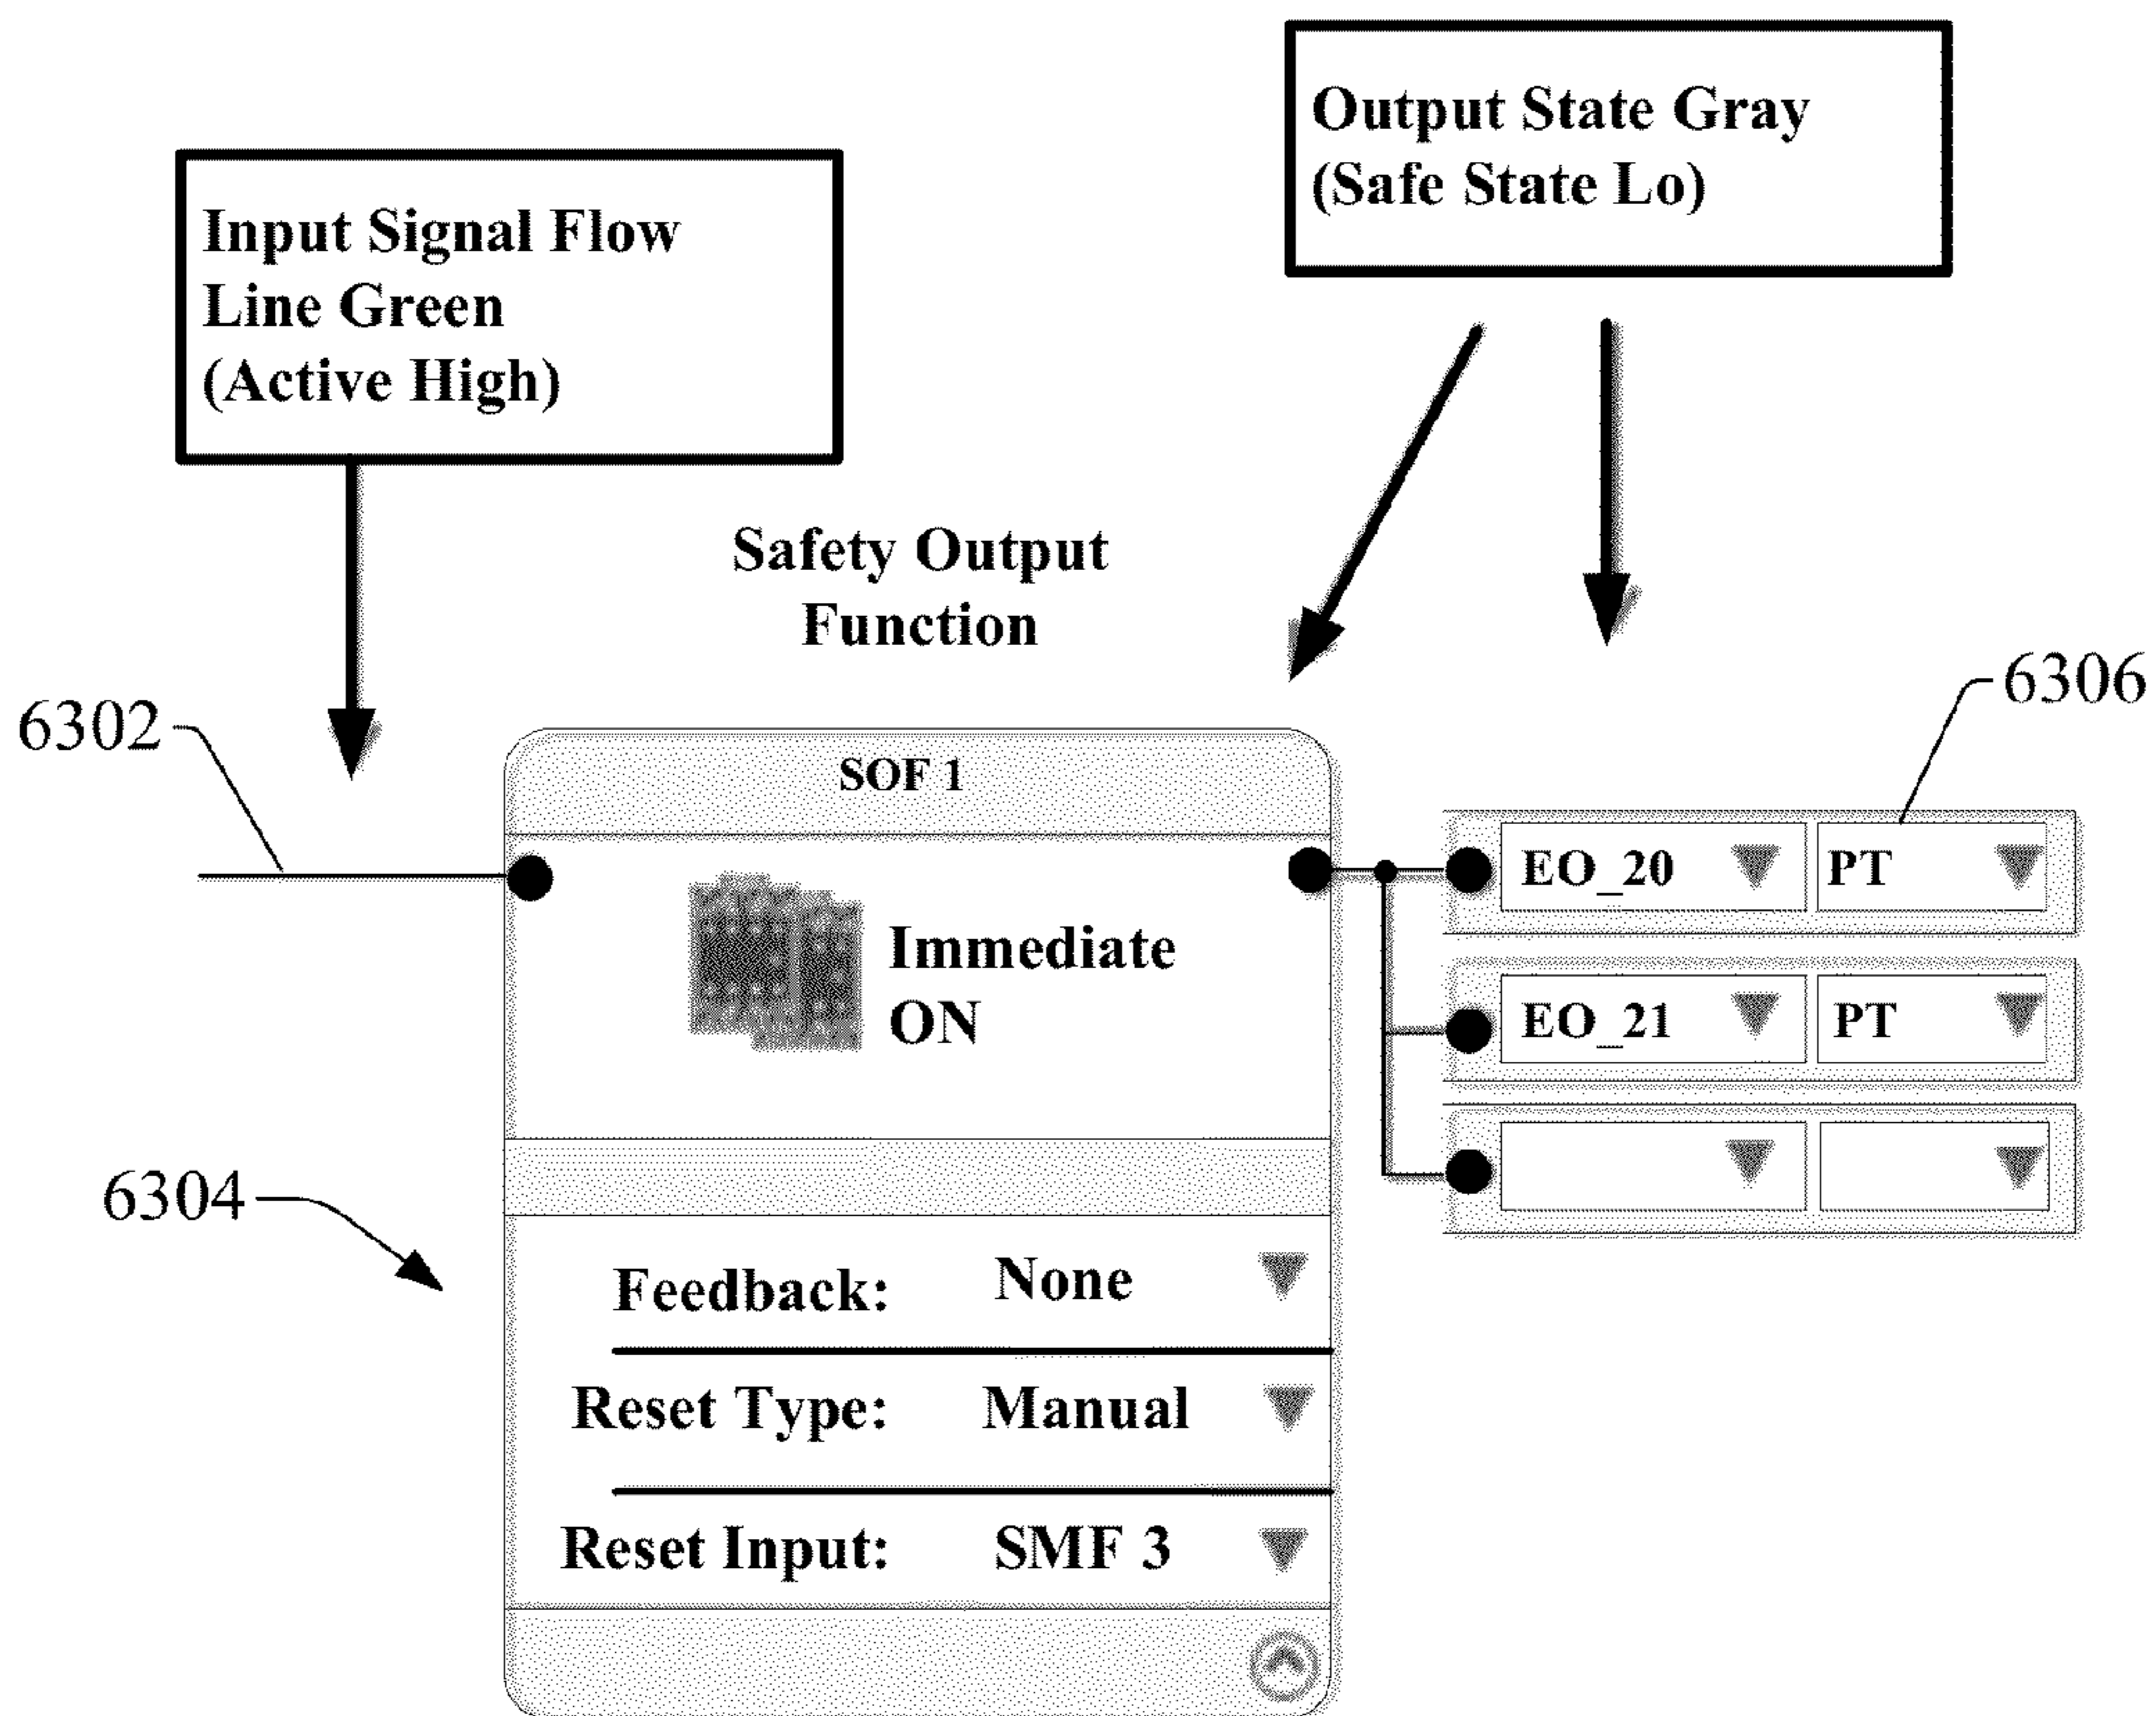 Output State Gray
(Safe State Lo)
Input Signal Flow
Line Green
(Active High)
Safety Output
Function
6302
6306
SOF 1
EO_20
PT
Immediate
ON
EO_21
PT
6304
Feedback: None
Reset Type: Manual
Reset Input: SMF 3